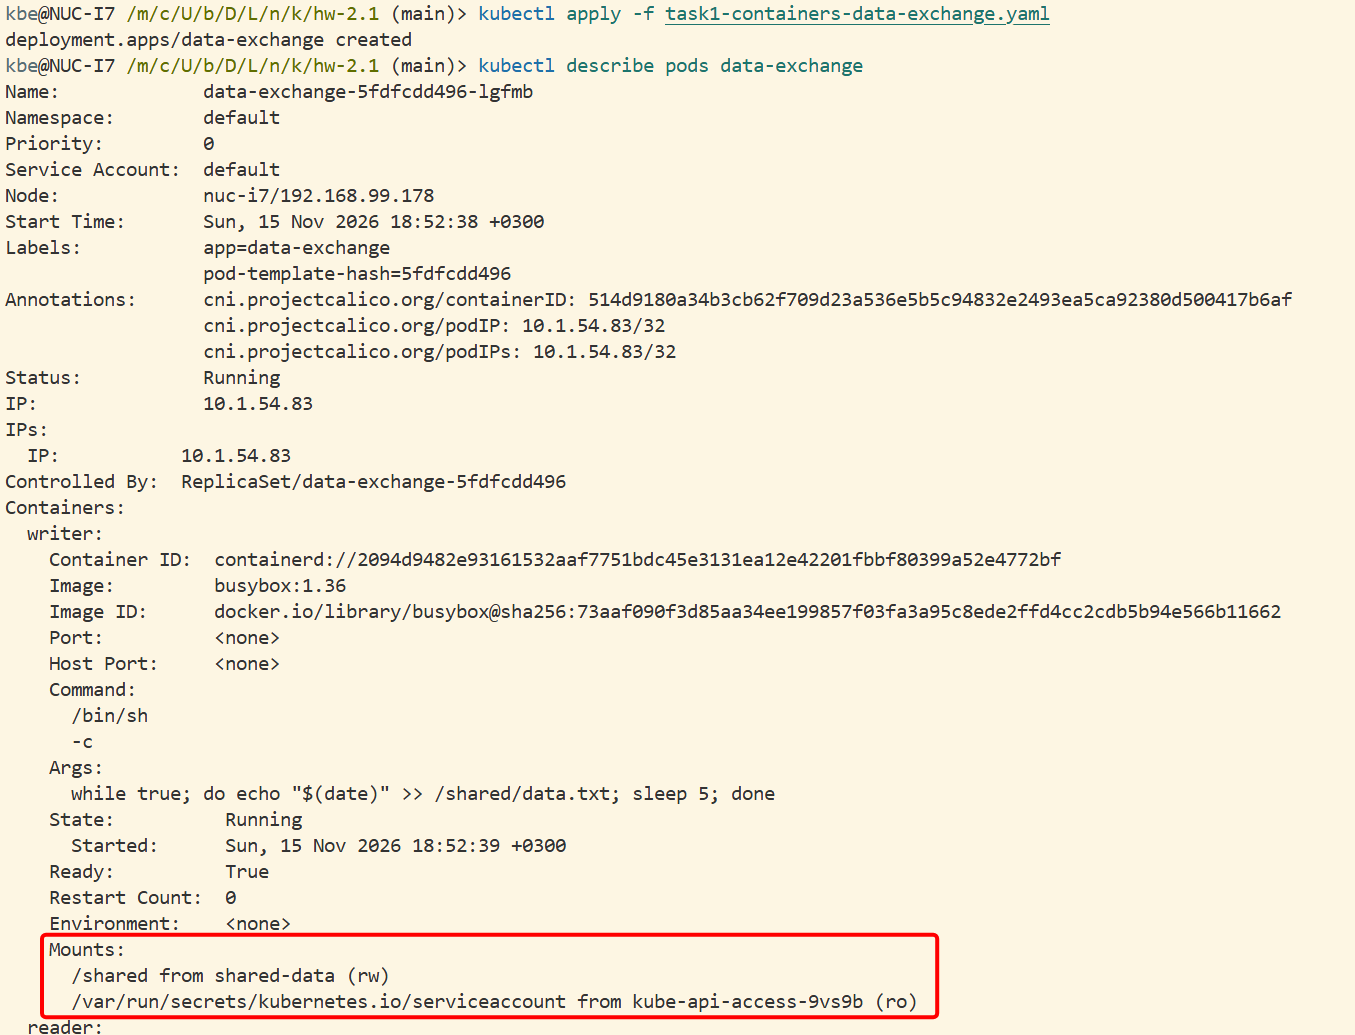 kbe@NUC-I7 /m/c/U/b/D/L/n/k/hw-2.1 (main)> kubectl apply -f task1-containers-data-exchange.yaml
deployment.apps/data-exchange created
kbe@NUC-I7 /m/c/U/b/D/L/n/k/hw-2.1 (main)> kubectl describe pods data-exchange
Name:             data-exchange-5fdfcdd496-lgfmb
Namespace:        default
Priority:         0
Service Account:  default
Node:             nuc-i7/192.168.99.178
Start Time:       Sun, 15 Nov 2026 18:52:38 +0300
Labels:           app=data-exchange
                  pod-template-hash=5fdfcdd496
Annotations:      cni.projectcalico.org/containerID: 514d9180a34b3cb62f709d23a536e5b5c94832e2493ea5ca92380d500417b6af
                  cni.projectcalico.org/podIP: 10.1.54.83/32
                  cni.projectcalico.org/podIPs: 10.1.54.83/32
Status:           Running
IP:               10.1.54.83
IPs:
  IP:           10.1.54.83
Controlled By:  ReplicaSet/data-exchange-5fdfcdd496
Containers:
  writer:
    Container ID:  containerd://2094d9482e93161532aaf7751bdc45e3131ea12e42201fbbf80399a52e4772bf
    Image:         busybox:1.36
    Image ID:      docker.io/library/busybox@sha256:73aaf090f3d85aa34ee199857f03fa3a95c8ede2ffd4cc2cdb5b94e566b11662
    Port:          <none>
    Host Port:     <none>
    Command:
      /bin/sh
      -c
    Args:
      while true; do echo "$(date)" >> /shared/data.txt; sleep 5; done
    State:          Running
      Started:      Sun, 15 Nov 2026 18:52:39 +0300
    Ready:          True
    Restart Count:  0
    Environment:    <none>
    Mounts:
      /shared from shared-data (rw)
      /var/run/secrets/kubernetes.io/serviceaccount from kube-api-access-9vs9b (ro)
  reader: